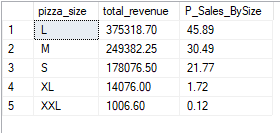 pizza_size total_revenue P_Sales_BySize
1 L 375318.70 45.89
2 M 249382.25 30.49
3 S 178076.50 21.77
4 XL 14076.00 1.72
5 XXL 1006.60 0.12